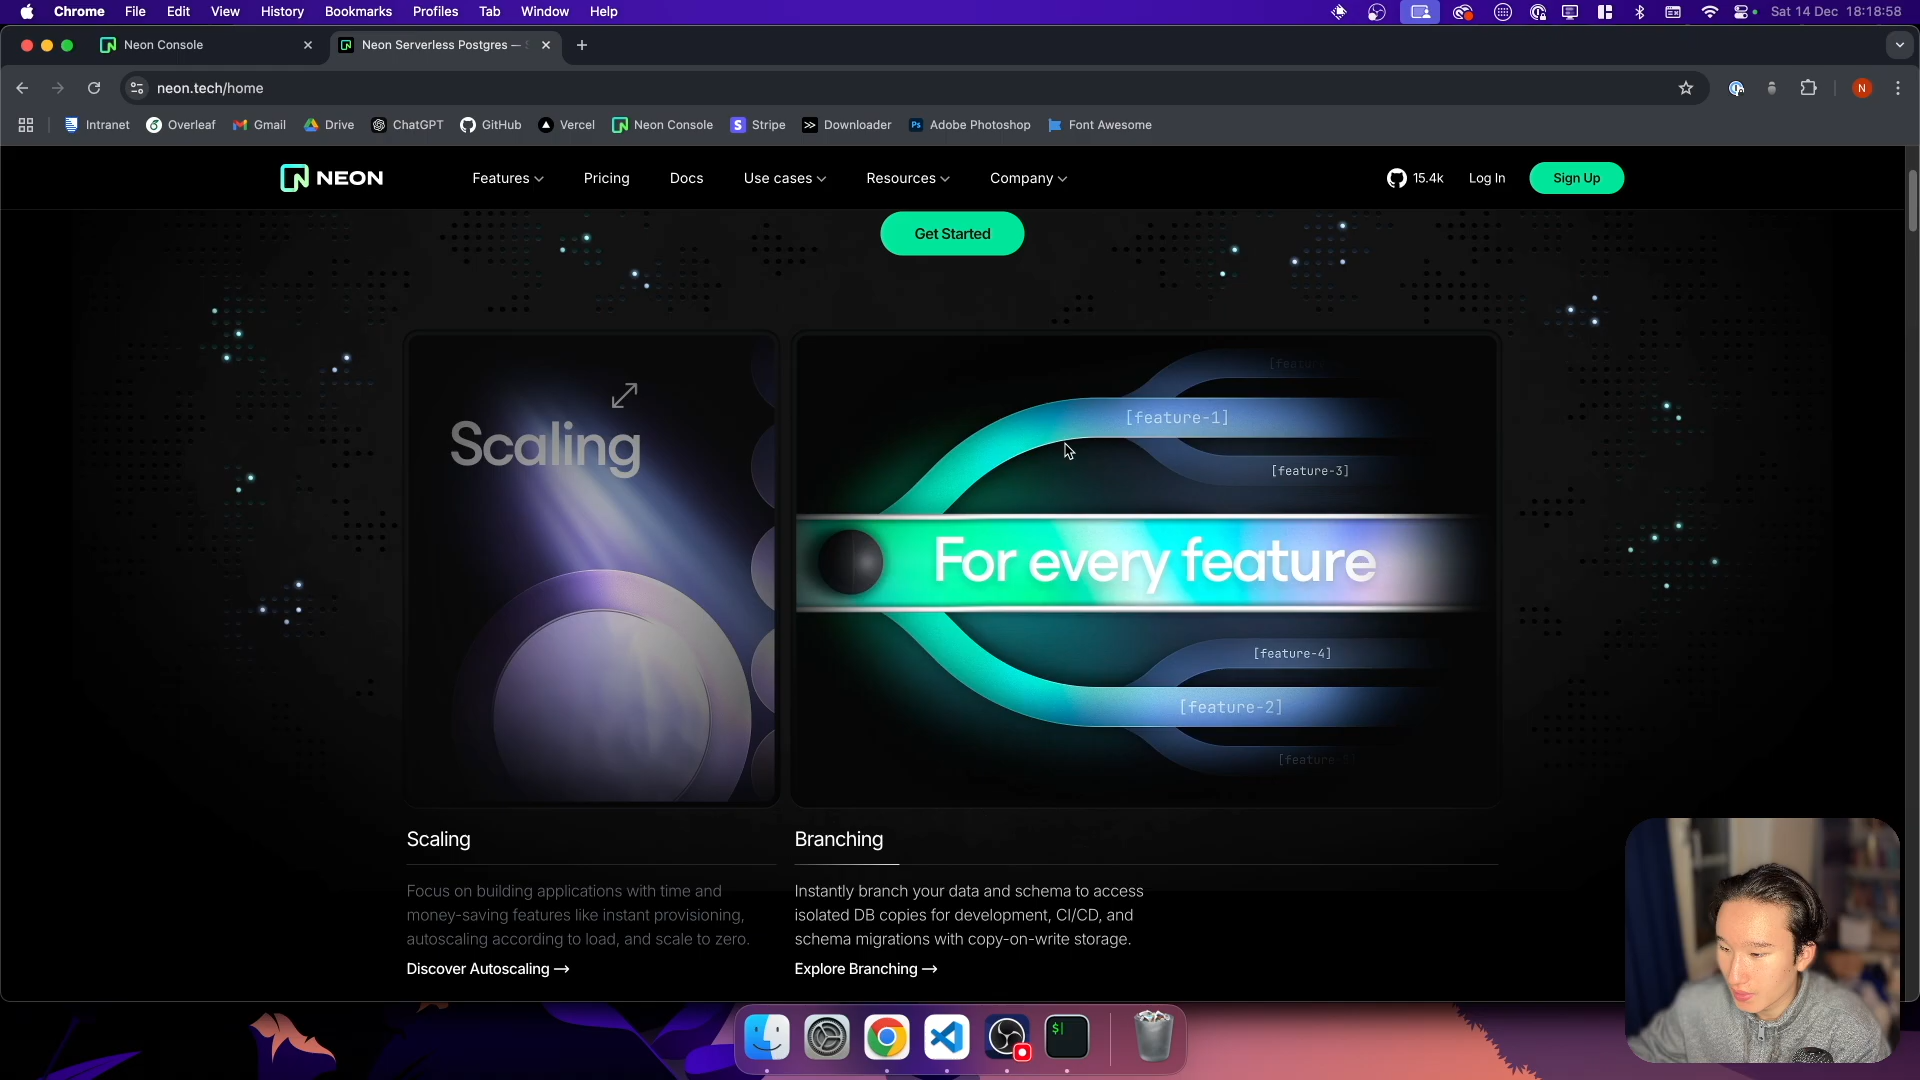 Chrome File Edit View History Bookmarks Profiles Tab Window Help Sat 14 Dec 18:18:58
Neon Console
Neon Serverless Postgres —
neon.tech/home
N
Intranet Overleaf Gmail Drive ChatGPT GitHub Vercel Neon Console Stripe Downloader Adobe Photoshop Font Awesome
NEON Features Pricing Docs Use cases Resources Company 15.4k Log In Sign Up
Get Started
Scaling
[feature-1]
[feature-3]
For every feature
[feature-4]
[feature-2]
Scaling
Focus on building applications with time and
money-saving features like instant provisioning,
autoscaling according to load, and scale to zero.
Discover Autoscaling →
Branching
Instantly branch your data and schema to access
isolated DB copies for development, CI/CD, and
schema migrations with copy-on-write storage.
Explore Branching →
$